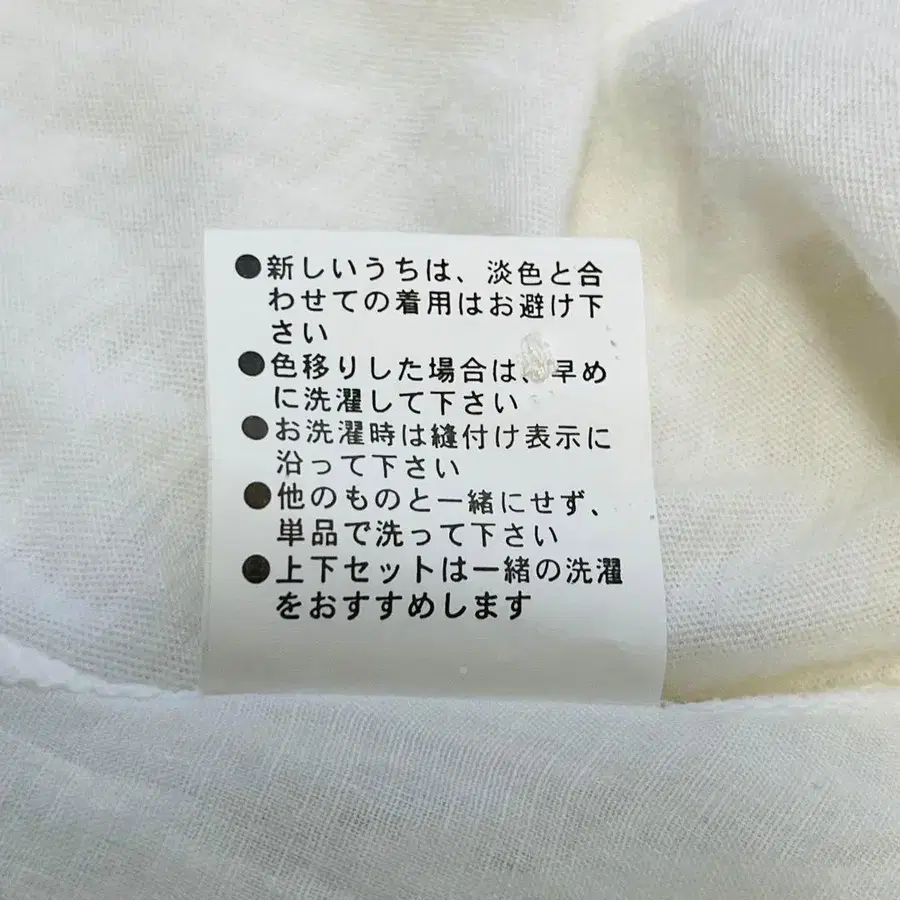 ●新しいうちは、淡色と合
わせての着用はお避け下
さい
●色移りした場合は、早め
に洗濯して下さい
●お洗濯時は縫付け表示に
沿って下さい
●他のものと一緒にせず、
単品で洗って下さい
●上下セットは一緒の洗濯
をおすすめします